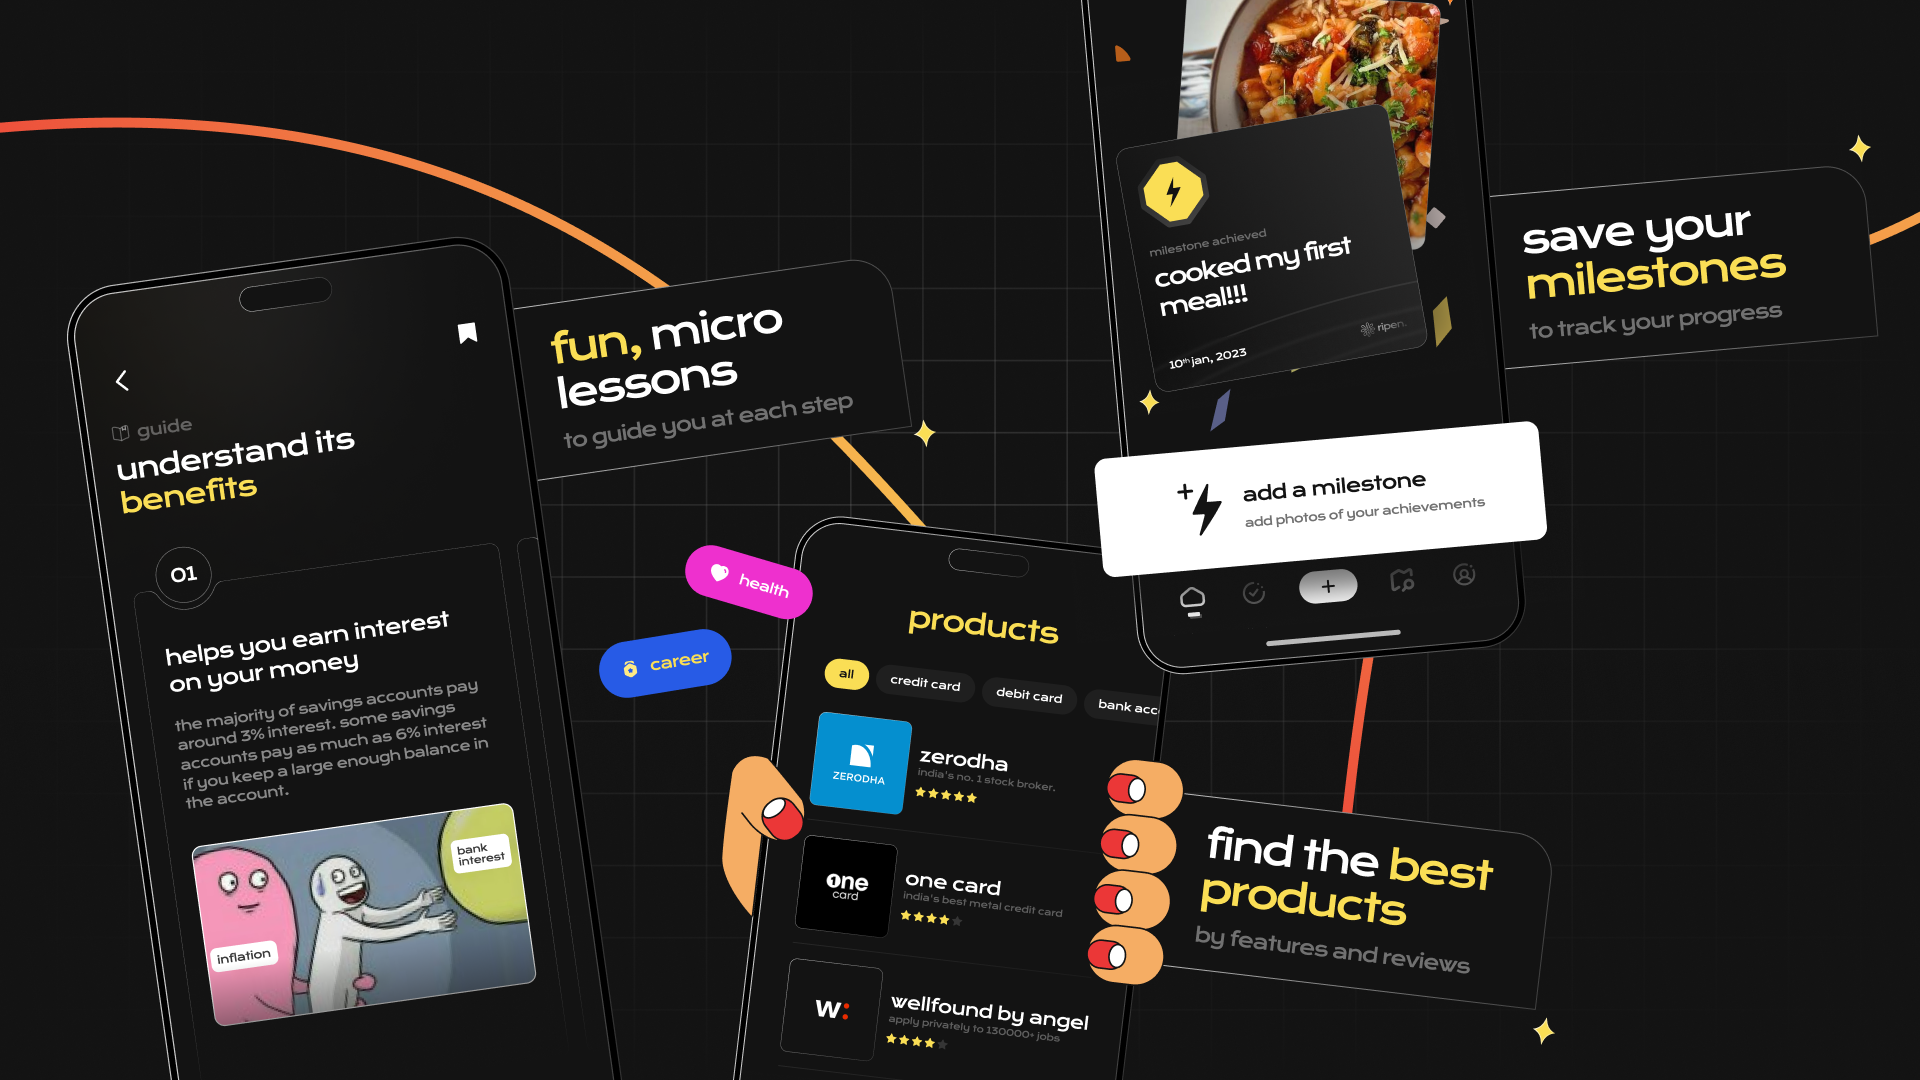 guide
understand its
benefits
01
helps you earn interest
on your money
the majority of savings accounts pay
around 3% interest. some savings
accounts pay as much as 6% interest
if you keep a large enough balance in
the account.
bank
interest
inflation
fun, micro
lessons
to guide you at each step
health
career
products
all
credit card
debit card
bank acc
ZERODHA
zerodha
india's no. 1 stock broker.
one
card
one card
india's best metal credit card
w:
wellfound by angel
apply privately to 130000+ jobs
milestone achieved
cooked my first
meal!!!
10th jan, 2023
ripen.
add a milestone
add photos of your achievements
save your
milestones
to track your progress
find the best
products
by features and reviews